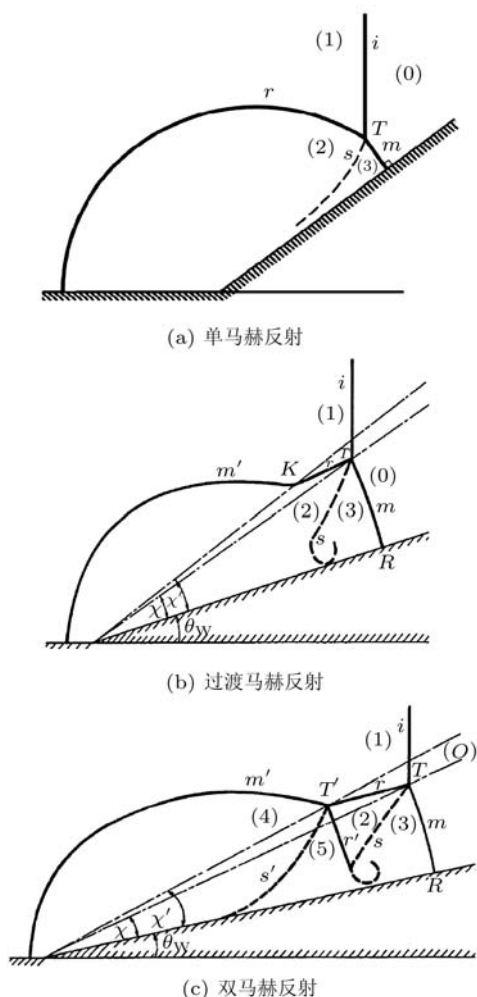 (1)
i
(0)
r
T
(2)
s
m
(3)
(a) 单马赫反射
i
(1)
m′
K
r
T
(0)
(2)
(3)
m
s
R
χ
χ′
θW
(b) 过渡马赫反射
i
(1)
(O)
m′
T′
r
T
(4)
(2)
(3)
m
(5)
r′
s
s′
R
χ
χ′
θW
(c) 双马赫反射